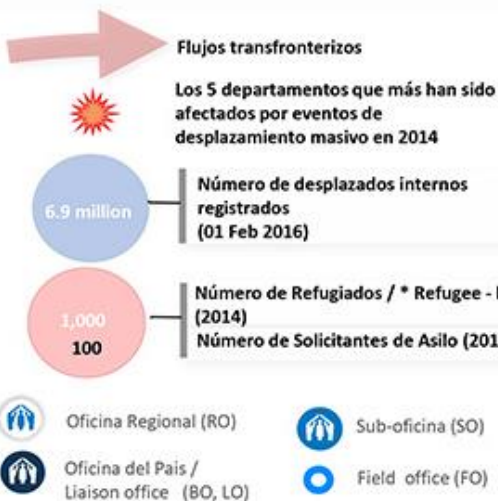 Flujos transfronterizos
Los 5 departamentos que más han sido
afectados por eventos de
desplazamiento masivo en 2014
6.9 million
Número de desplazados internos
registrados
(01 Feb 2016)
1,000
100
Número de Refugiados / * Refugee -
(2014)
Número de Solicitantes de Asilo
Oficina Regional (RO)
Sub-oficina (SO)
Oficina del Pais /
Liaison office (BO, LO)
Field office (FO)